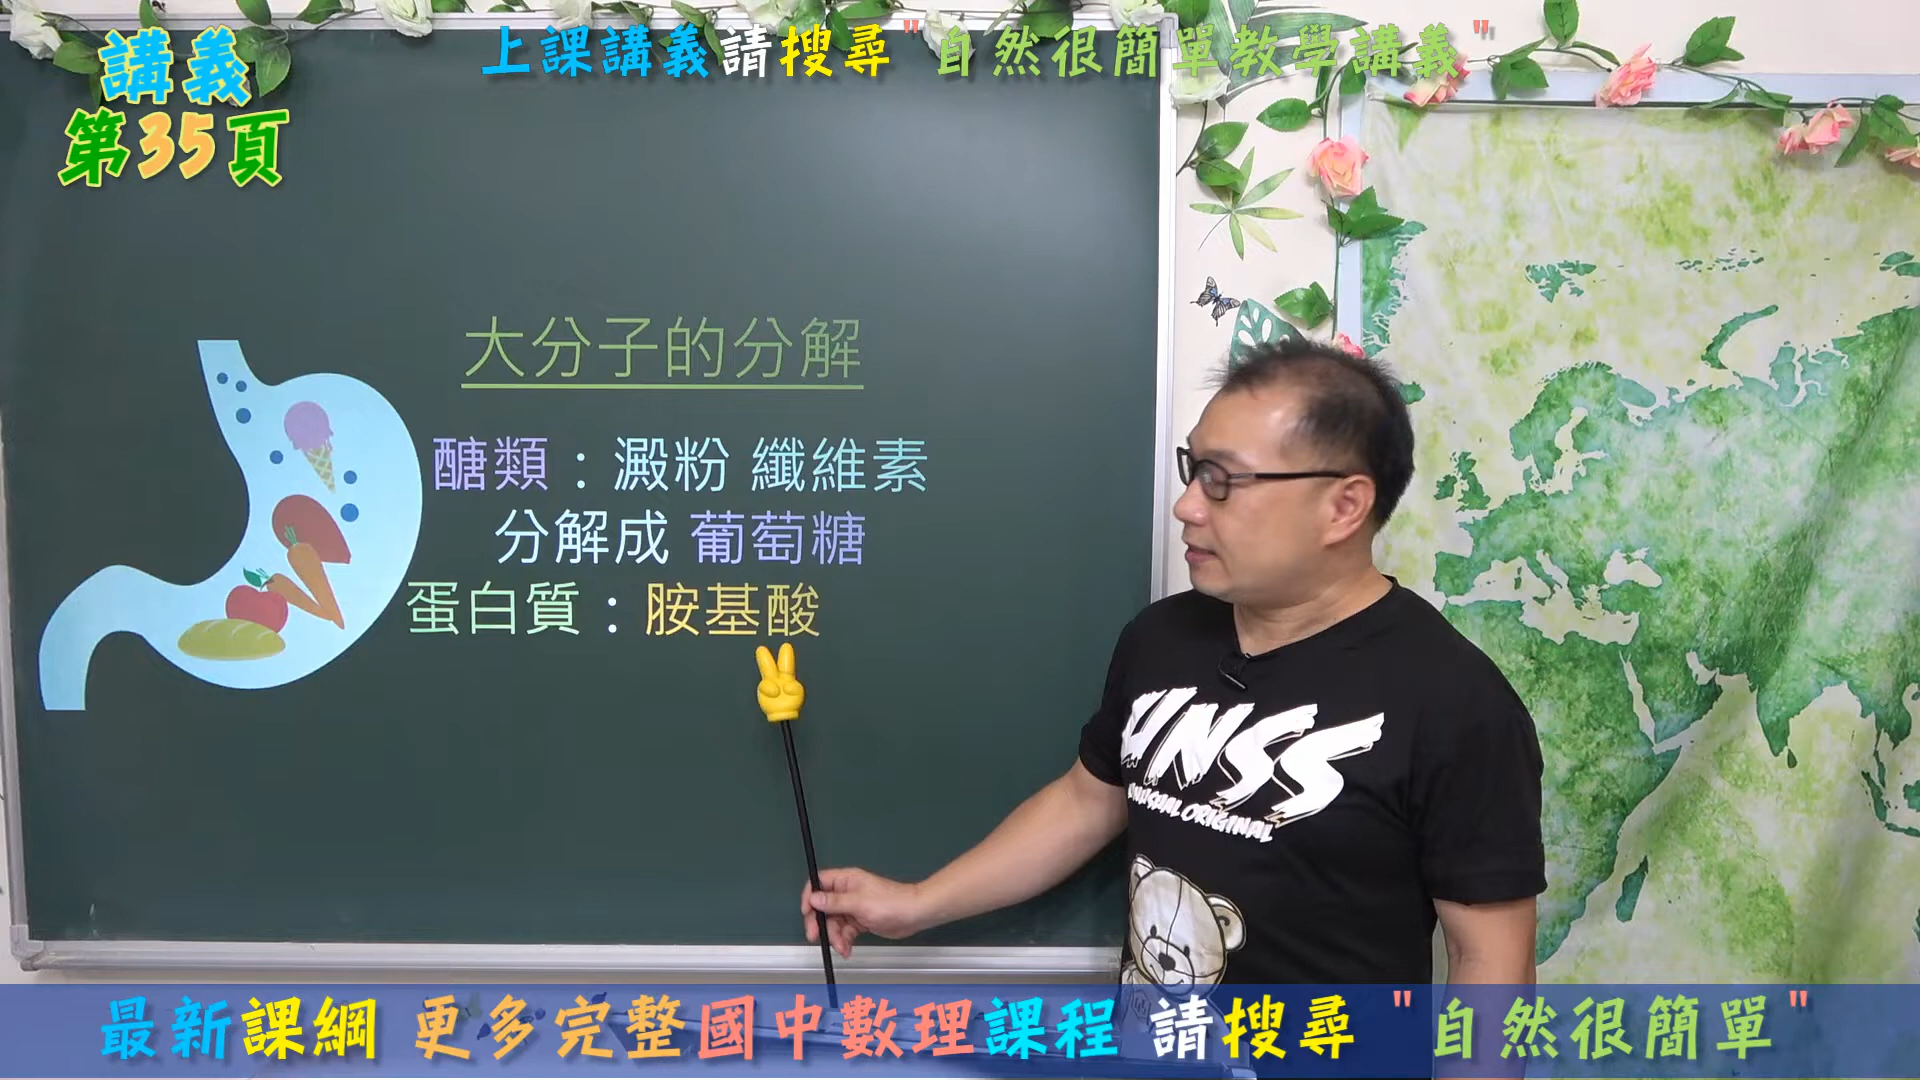 講義
第35頁
上課講義請搜尋"自然很簡單教學講義"
大分子的分解
醣類：澱粉 纖維素
分解成 葡萄糖
蛋白質：胺基酸
UNSS
UNUSUAL ORIGINAL
最新課綱 更多完整國中數理課程 請搜尋 "自然很簡單"